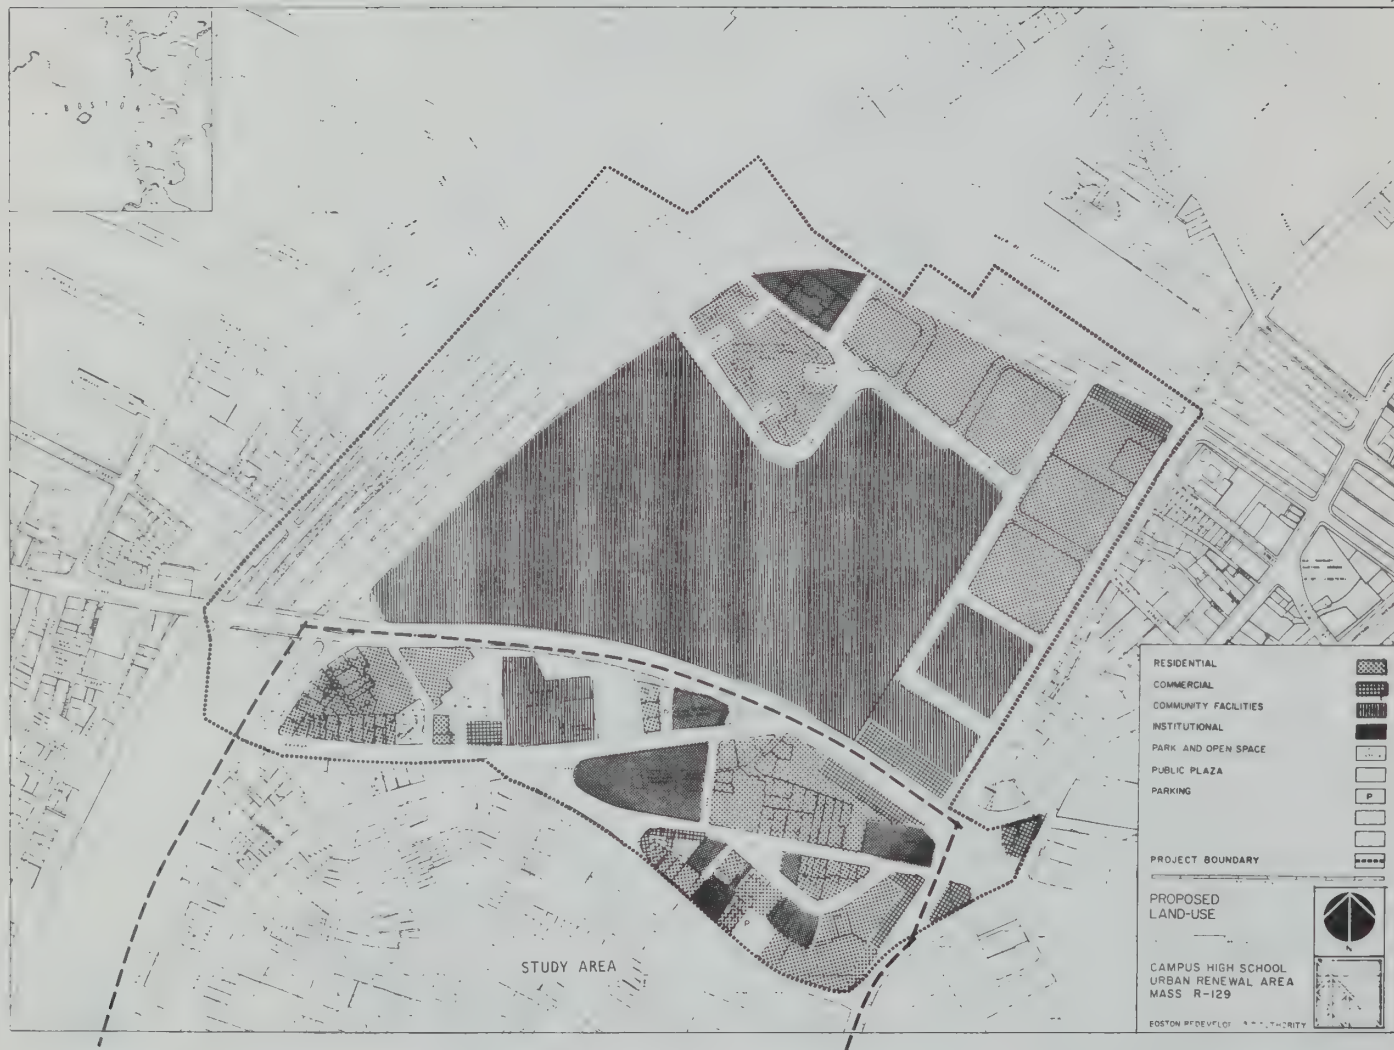 BOSTON
STUDY AREA
P
RESIDENTIAL
COMMERCIAL
COMMUNITY FACILITIES
INSTITUTIONAL
PARK AND OPEN SPACE
PUBLIC PLAZA
PARKING
P
PROJECT BOUNDARY
PROPOSED
LAND-USE
N
CAMPUS HIGH SCHOOL
URBAN RENEWAL AREA
MASS R-129
BOSTON